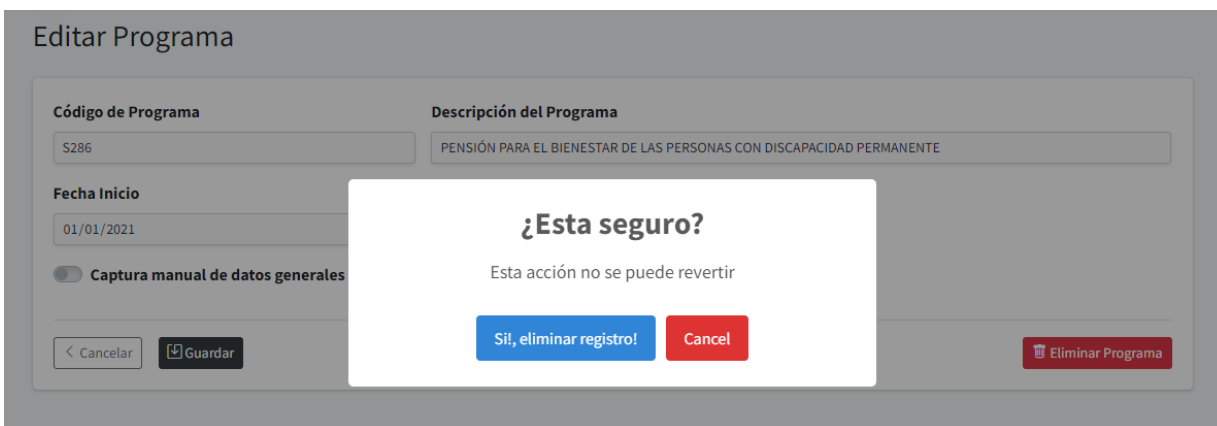 Editar Programa
Código de Programa
Descripción del Programa
S286
PENSIÓN PARA EL BIENESTAR DE LAS PERSONAS CON DISCAPACIDAD PERMANENTE
Fecha Inicio
01/01/2021
Captura manual de datos generales
¿Esta seguro?
Esta acción no se puede revertir
Si!, eliminar registro!
Cancel
Cancelar
Guardar
Eliminar Programa